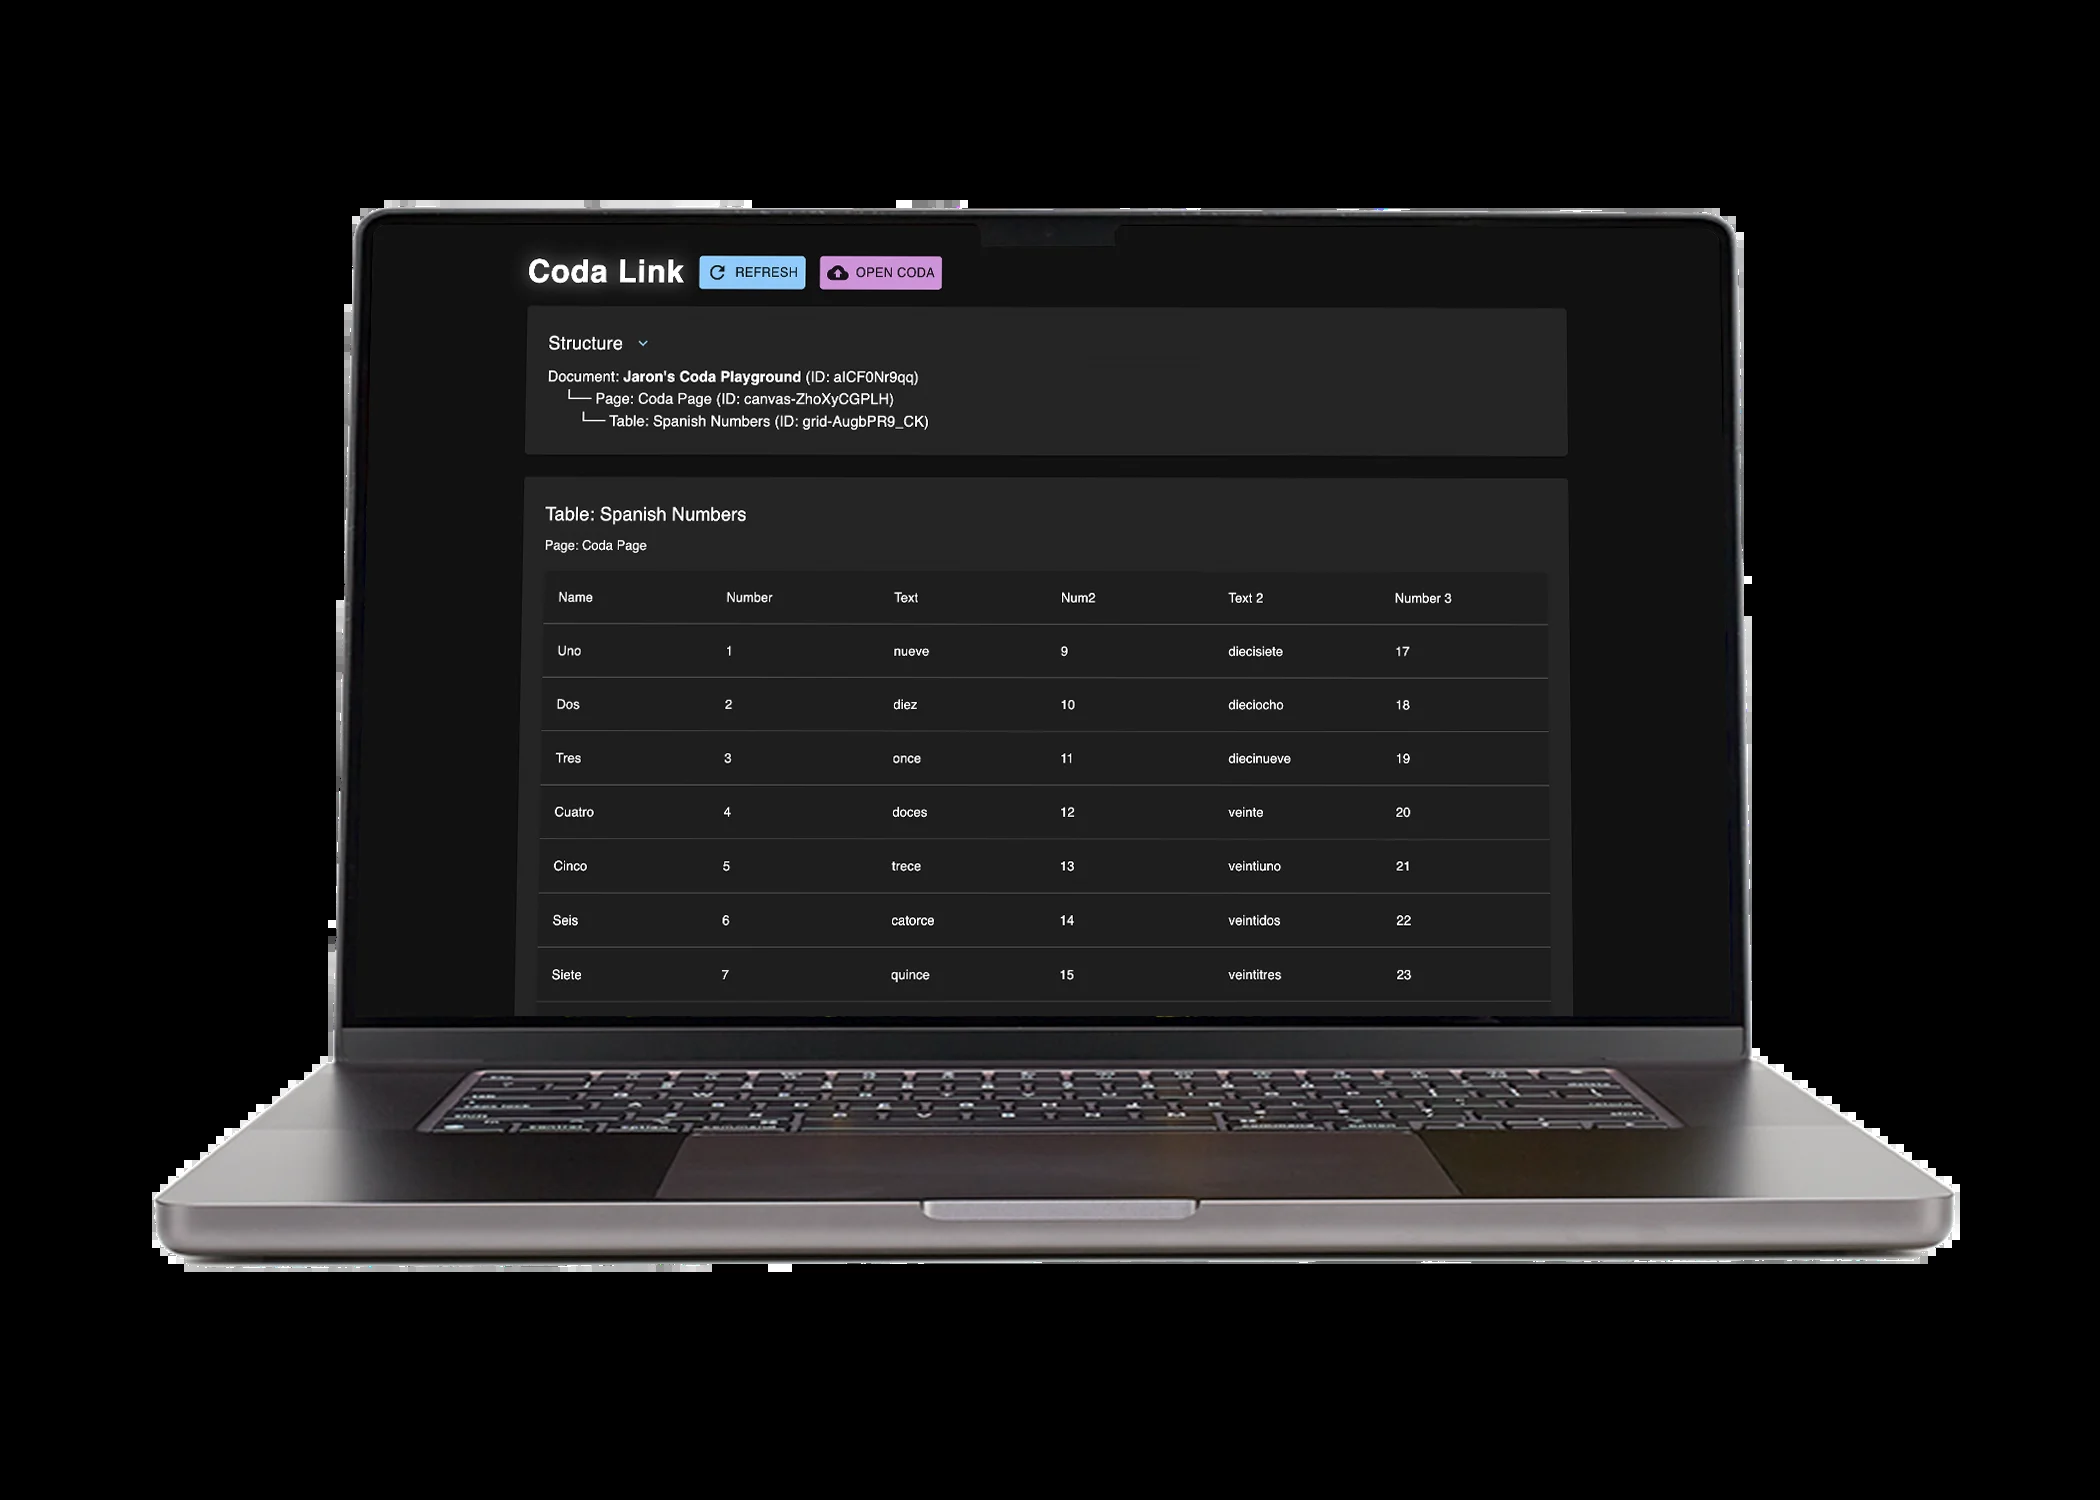 Coda Link REFRESH OPEN CODA
Structure
Document: Jaron's Coda Playground (ID: aICF0Nr9qq)
Page: Coda Page (ID: canvas-ZhoXyCGPLH)
Table: Spanish Numbers (ID: grid-AugbPR9_CK)
Table: Spanish Numbers
Page: Coda Page
Name Number Text Num2 Text 2 Number 3
Uno 1 nueve 9 diecisiete 17
Dos 2 diez 10 dieciocho 18
Tres 3 once 11 diecinueve 19
Cuatro 4 doces 12 veinte 20
Cinco 5 trece 13 veintiuno 21
Seis 6 catorce 14 veintidos 22
Siete 7 quince 15 veintitres 23